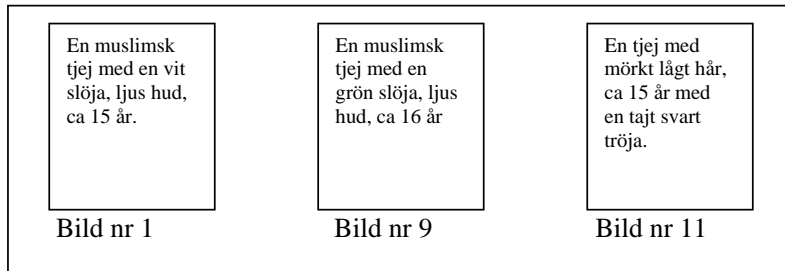 En muslimsk
tjej med en vit
slöja, ljus hud,
ca 15 år.
Bild nr 1
En muslimsk
tjej med en
grön slöja, ljus
hud, ca 16 år
Bild nr 9
En tjej med
mörkt lågt hår,
ca 15 år med
en tajt svart
tröja.
Bild nr 11